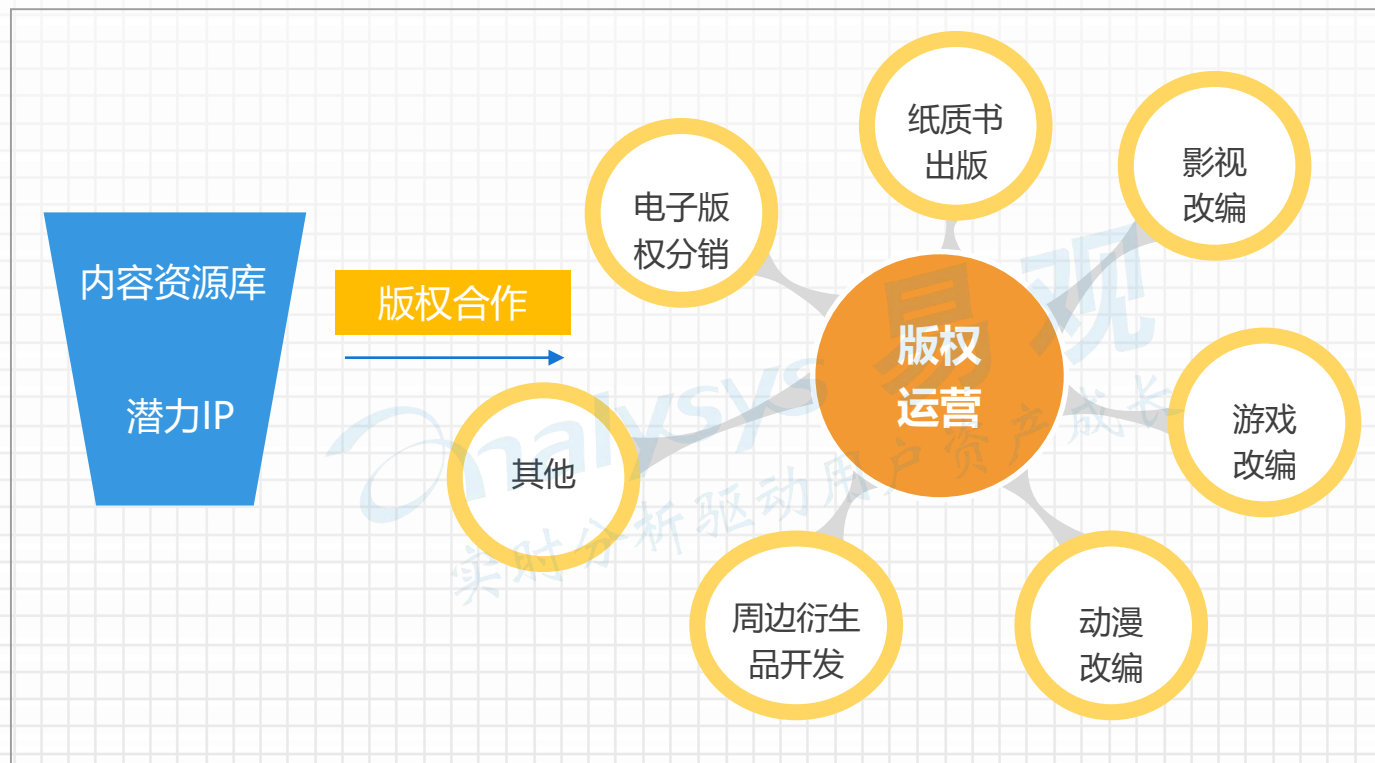 内容资源库
潜力IP
版权合作
版权
运营
电子版
权分销
纸质书
出版
影视
改编
游戏
改编
动漫
改编
周边衍生
品开发
其他
analysys 易观
实时分析驱动用户资产成长